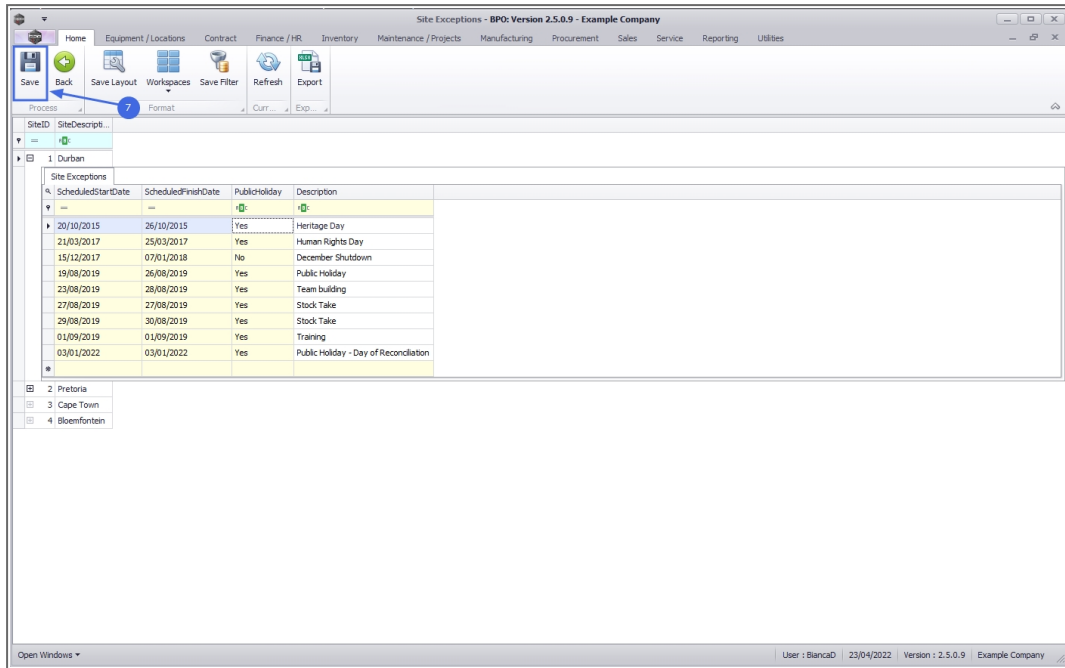 Site Exceptions - BPO: Version 2.5.0.9 - Example Company
Home Equipment / Locations Contract Finance / HR Inventory Maintenance / Projects Manufacturing Procurement Sales Service Reporting Utilities
Save Back Save Layout Workspaces Save Filter Refresh Export
7
Process Format Curr... Exp...
SiteID SiteDescripti...
=
1 Durban
Site Exceptions
ScheduledStartDate ScheduledFinishDate PublicHoliday Description
= =
20/10/2015 26/10/2015 Yes Heritage Day
21/03/2017 25/03/2017 Yes Human Rights Day
15/12/2017 07/01/2018 No December Shutdown
19/08/2019 26/08/2019 Yes Public Holiday
23/08/2019 28/08/2019 Yes Team building
27/08/2019 27/08/2019 Yes Stock Take
29/08/2019 30/08/2019 Yes Stock Take
01/09/2019 01/09/2019 Yes Training
03/01/2022 03/01/2022 Yes Public Holiday - Day of Reconciliation
2 Pretoria
3 Cape Town
4 Bloemfontein
Open Windows User : BiancaD 23/04/2022 Version : 2.5.0.9 Example Company